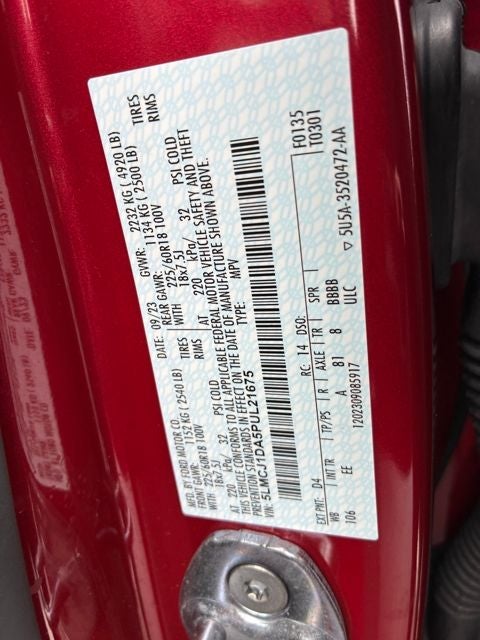 MFD. BY FORD MOTOR CO.
DATE: 09/23 GVWR: 2232 KG ( 4920 LB)
FRONT GAWR: 1152 KG (2540 LB) REAR GAWR: 1134 KG ( 2500 LB)
WITH 225/60R18 100V TIRES WITH 225/60R18 100V TIRES
18x7.5J RIMS 18x7.5J RIMS
AT 220 kPa/ 32 PSI COLD AT 220 kPa/ 32 PSI COLD
THIS VEHICLE CONFORMS TO ALL APPLICABLE FEDERAL MOTOR VEHICLE SAFETY AND THEFT
PREVENTION STANDARDS IN EFFECT ON THE DATE OF MANUFACTURE SHOWN ABOVE.
VIN: 5LMCJ1DA5PUL21675 TYPE: MPV
F0135
T0301
EXT PNT: D4 RC: 14 DSO:
WB INT TR TP/PS R AXLE TR SPR
106 EE A 81 8 BBBB
120230908591? ULC ▽ 5U5A-3520472-AA